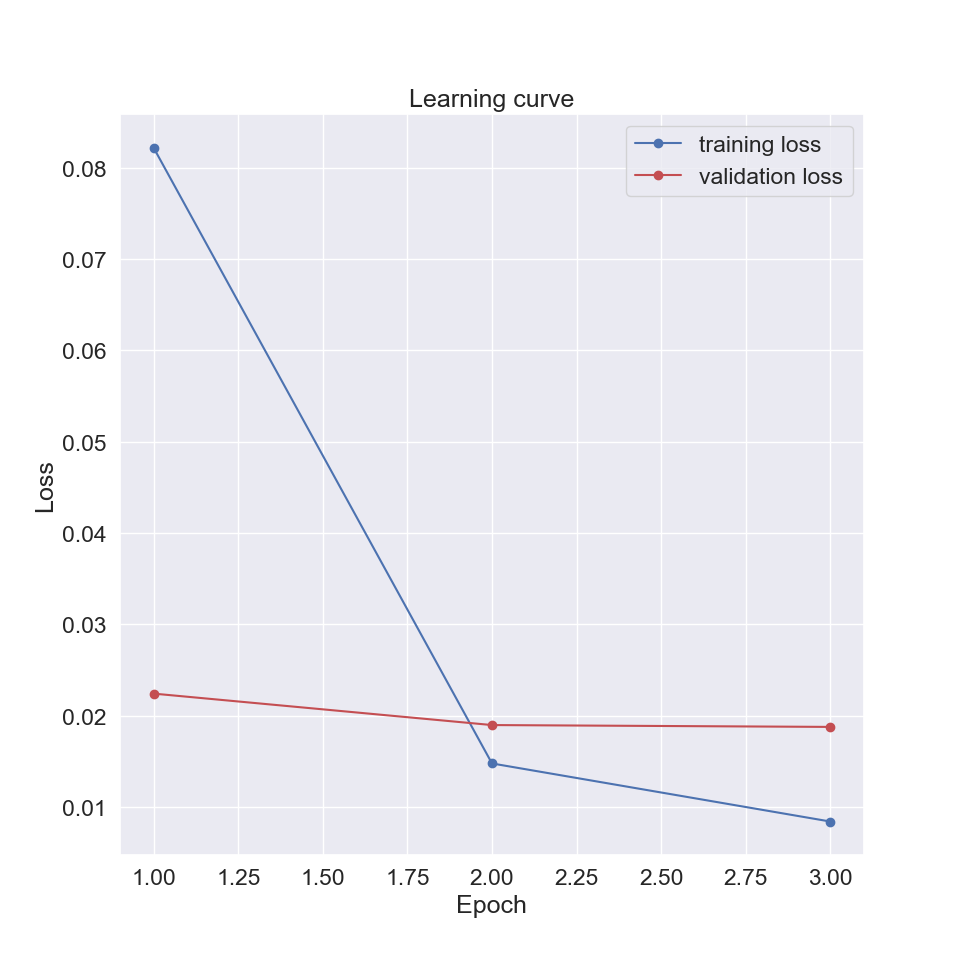 Learning curve
training loss
validation loss
0.08
0.07
0.06
0.05
0.04
0.03
0.02
0.01
Loss
1.00 1.25 1.50 1.75 2.00 2.25 2.50 2.75 3.00
Epoch